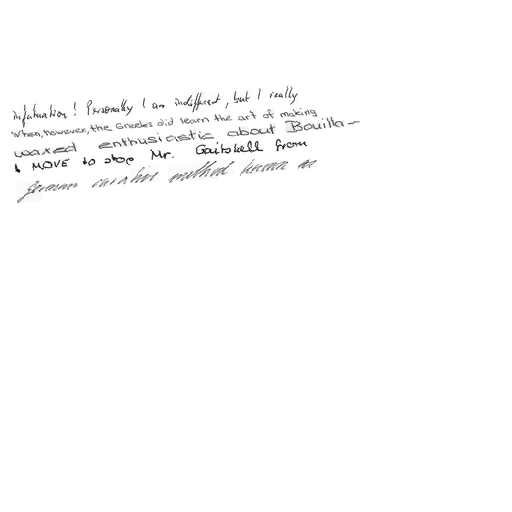 infatuation! Personally I am indifferent, but I really
When, however, the Greeks did learn the art of making
waxed enthusiastic about Bouilla-
A MOVE to stop Mr. Gaitskell from
German method known as